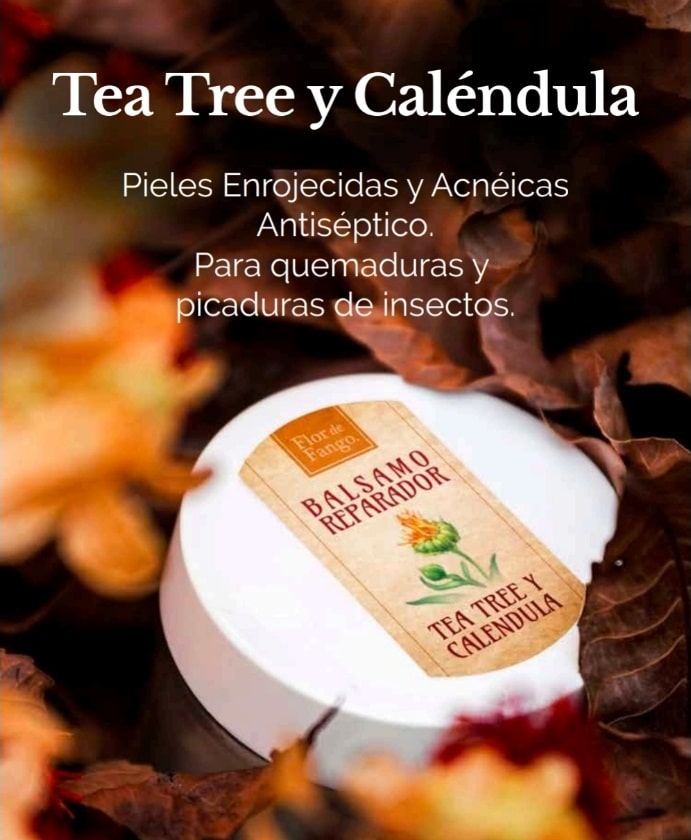 Tea Tree y Caléndula
Pieles Enrojecidas y Acnéicas
Antiséptico.
Para quemaduras y
picaduras de insectos.
Flor de
Fango.
BALSAMO
REPARADOR
TEA TREE Y
CALENDULA